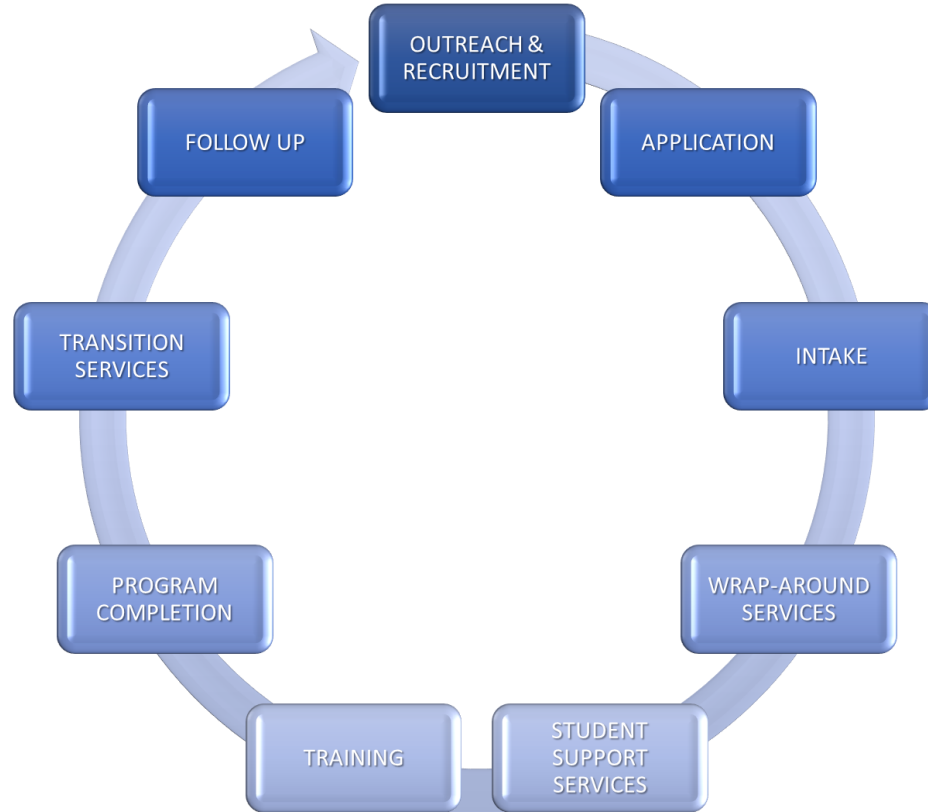 OUTREACH &
RECRUITMENT
APPLICATION
INTAKE
WRAP-AROUND
SERVICES
STUDENT
SUPPORT
SERVICES
TRAINING
PROGRAM
COMPLETION
TRANSITION
SERVICES
FOLLOW UP